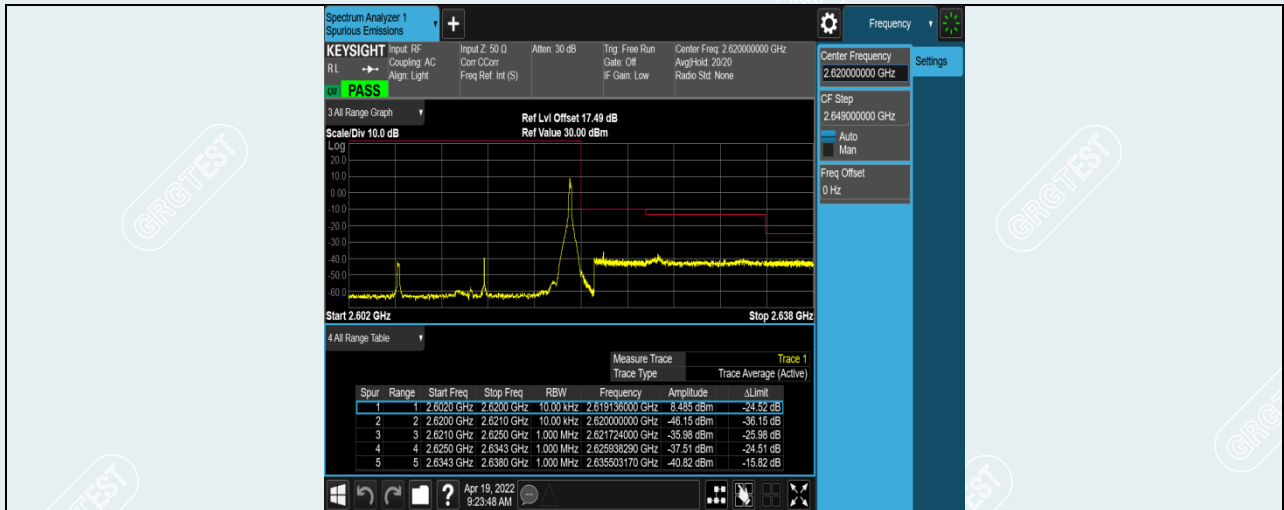 Spectrum Analyzer 1
Spurious Emissions
+
Frequency
KEYSIGHT Input: RF Input Z: 50 Ω Atten: 30 dB Trig: Free Run Center Freq: 2.620000000 GHz
Coupling: AC Corr CCorr Gate: Off Avg|Hold: 20/20
R L Align: Light Freq Ref: Int (S) IF Gain: Low Radio Std: None
PASS
Center Frequency
2.620000000 GHz
Settings
CF Step
2.649000000 GHz
Auto
Man
Freq Offset
0 Hz
3 All Range Graph
Ref Lvl Offset 17.49 dB
Scale/Div 10.0 dB Ref Value 30.00 dBm
Log
20.0
10.0
0.00
-10.0
-20.0
-30.0
-40.0
-50.0
-60.0
Start 2.602 GHz Stop 2.638 GHz
4 All Range Table
Measure Trace Trace 1
Trace Type Trace Average (Active)
Spur Range Start Freq Stop Freq RBW Frequency Amplitude ΔLimit
1 1 2.6020 GHz 2.6200 GHz 10.00 kHz 2.619136000 GHz 8.485 dBm -24.52 dB
2 2 2.6200 GHz 2.6210 GHz 10.00 kHz 2.620000000 GHz -46.15 dBm -36.15 dB
3 3 2.6210 GHz 2.6250 GHz 1.000 MHz 2.621724000 GHz -35.98 dBm -25.98 dB
4 4 2.6250 GHz 2.6343 GHz 1.000 MHz 2.625938290 GHz -37.51 dBm -24.51 dB
5 5 2.6343 GHz 2.6380 GHz 1.000 MHz 2.635503170 GHz -40.82 dBm -15.82 dB
?
Apr 19, 2022
9:23:48 AM
GRGTEST
GRGTEST
GRGTEST
GRGTEST